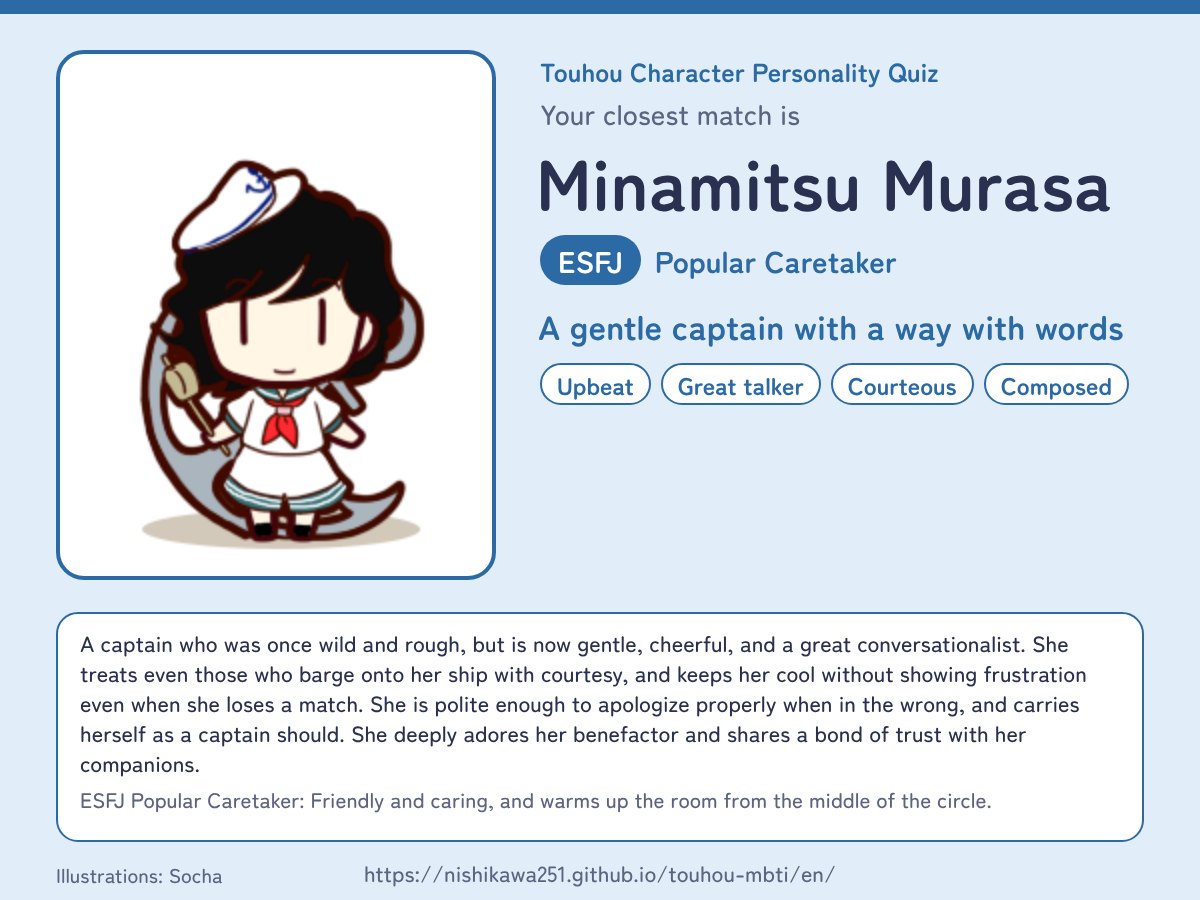 Touhou Character Personality Quiz
Your closest match is
Minamitsu Murasa
ESFJ Popular Caretaker
A gentle captain with a way with words
Upbeat Great talker Courteous Composed
A captain who was once wild and rough, but is now gentle, cheerful, and a great conversationalist. She
treats even those who barge onto her ship with courtesy, and keeps her cool without showing frustration
even when she loses a match. She is polite enough to apologize properly when in the wrong, and carries
herself as a captain should. She deeply adores her benefactor and shares a bond of trust with her
companions.
ESFJ Popular Caretaker: Friendly and caring, and warms up the room from the middle of the circle.
Illustrations: Socha https://nishikawa251.github.io/touhou-mbti/en/